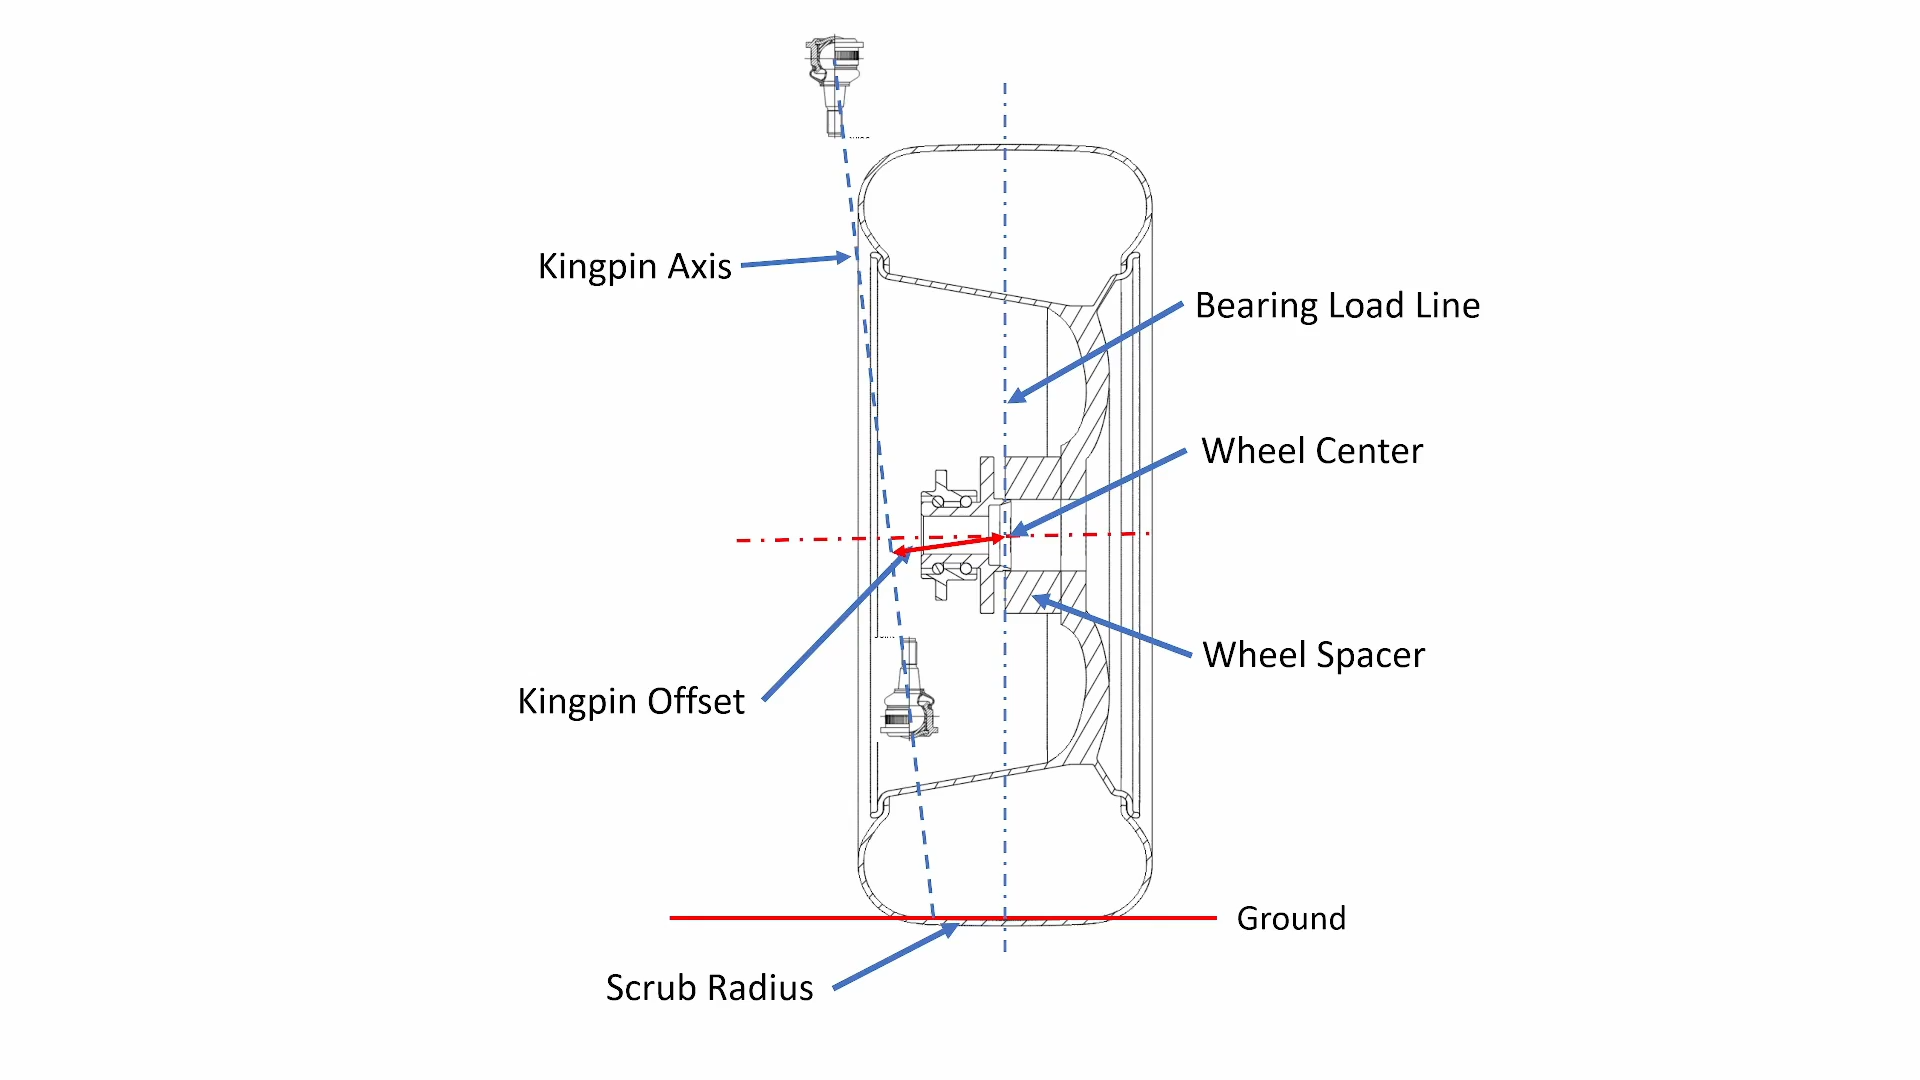 Kingpin Axis
Bearing Load Line
Wheel Center
Wheel Spacer
Kingpin Offset
Ground
Scrub Radius